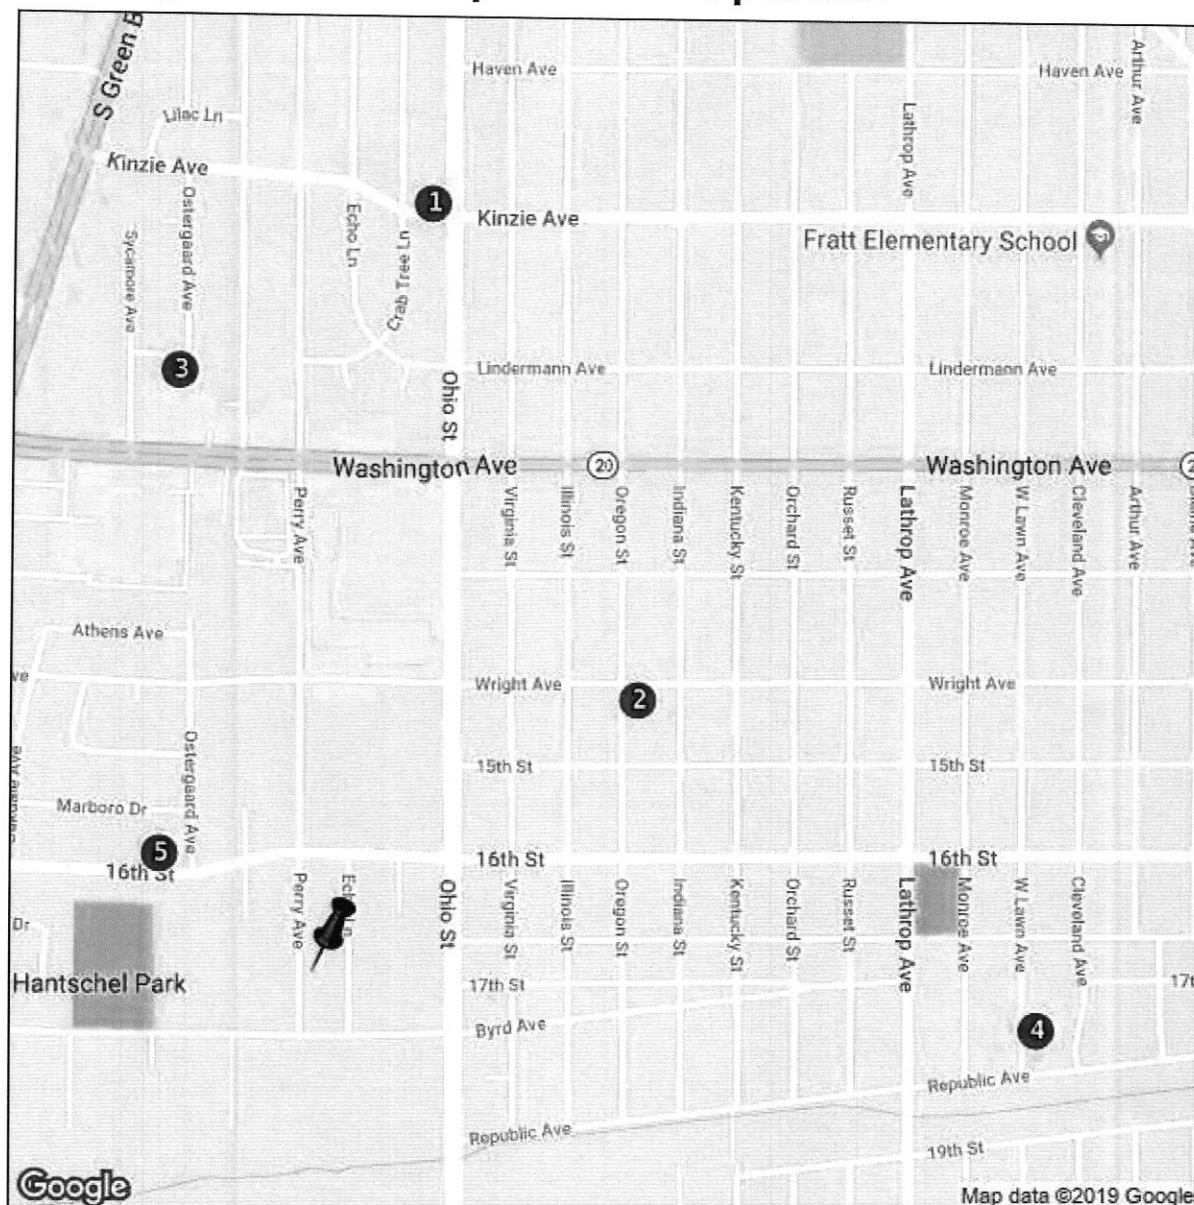 S Green B
Haven Ave
Haven Ave
Arthur Ave
Lilac Ln
Lathrop Ave
Kinzie Ave
1
Kinzie Ave
Ostergaard Ave
Echo Ln
Sycamore Ave
Crab Tree Ln
Fratt Elementary School
3
Lindermann Ave
Lindermann Ave
Ohio St
Washington Ave
20
Washington Ave
2
Perry Ave
Virginia St
Illinois St
Oregon St
Indiana St
Kentucky St
Orchard St
Russet St
Lathrop Ave
Monroe Ave
W Lawn Ave
Cleveland Ave
Arthur Ave
Athens Ave
ve
Wright Ave
2
Wright Ave
Ostergaard Ave
15th St
15th St
Marboro Dr
5
16th St
16th St
16th St
Perry Ave
Ohio St
Virginia St
Illinois St
Oregon St
Indiana St
Kentucky St
Orchard St
Russet St
Lathrop Ave
Monroe Ave
W Lawn Ave
Cleveland Ave
Dr
Hantschel Park
17th St
17t
Byrd Ave
4
Republic Ave
Republic Ave
19th St
Google
Map data ©2019 Google